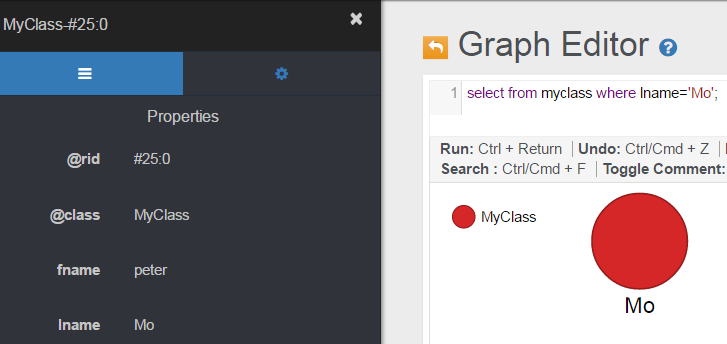 MyClass-#25:0
Properties
@rid #25:0
@class MyClass
fname peter
lname Mo
Graph Editor
1 select from myclass where lname='Mo';
Run: Ctrl + Return | Undo: Ctrl/Cmd + Z |
Search : Ctrl/Cmd + F | Toggle Comment:
MyClass
Mo